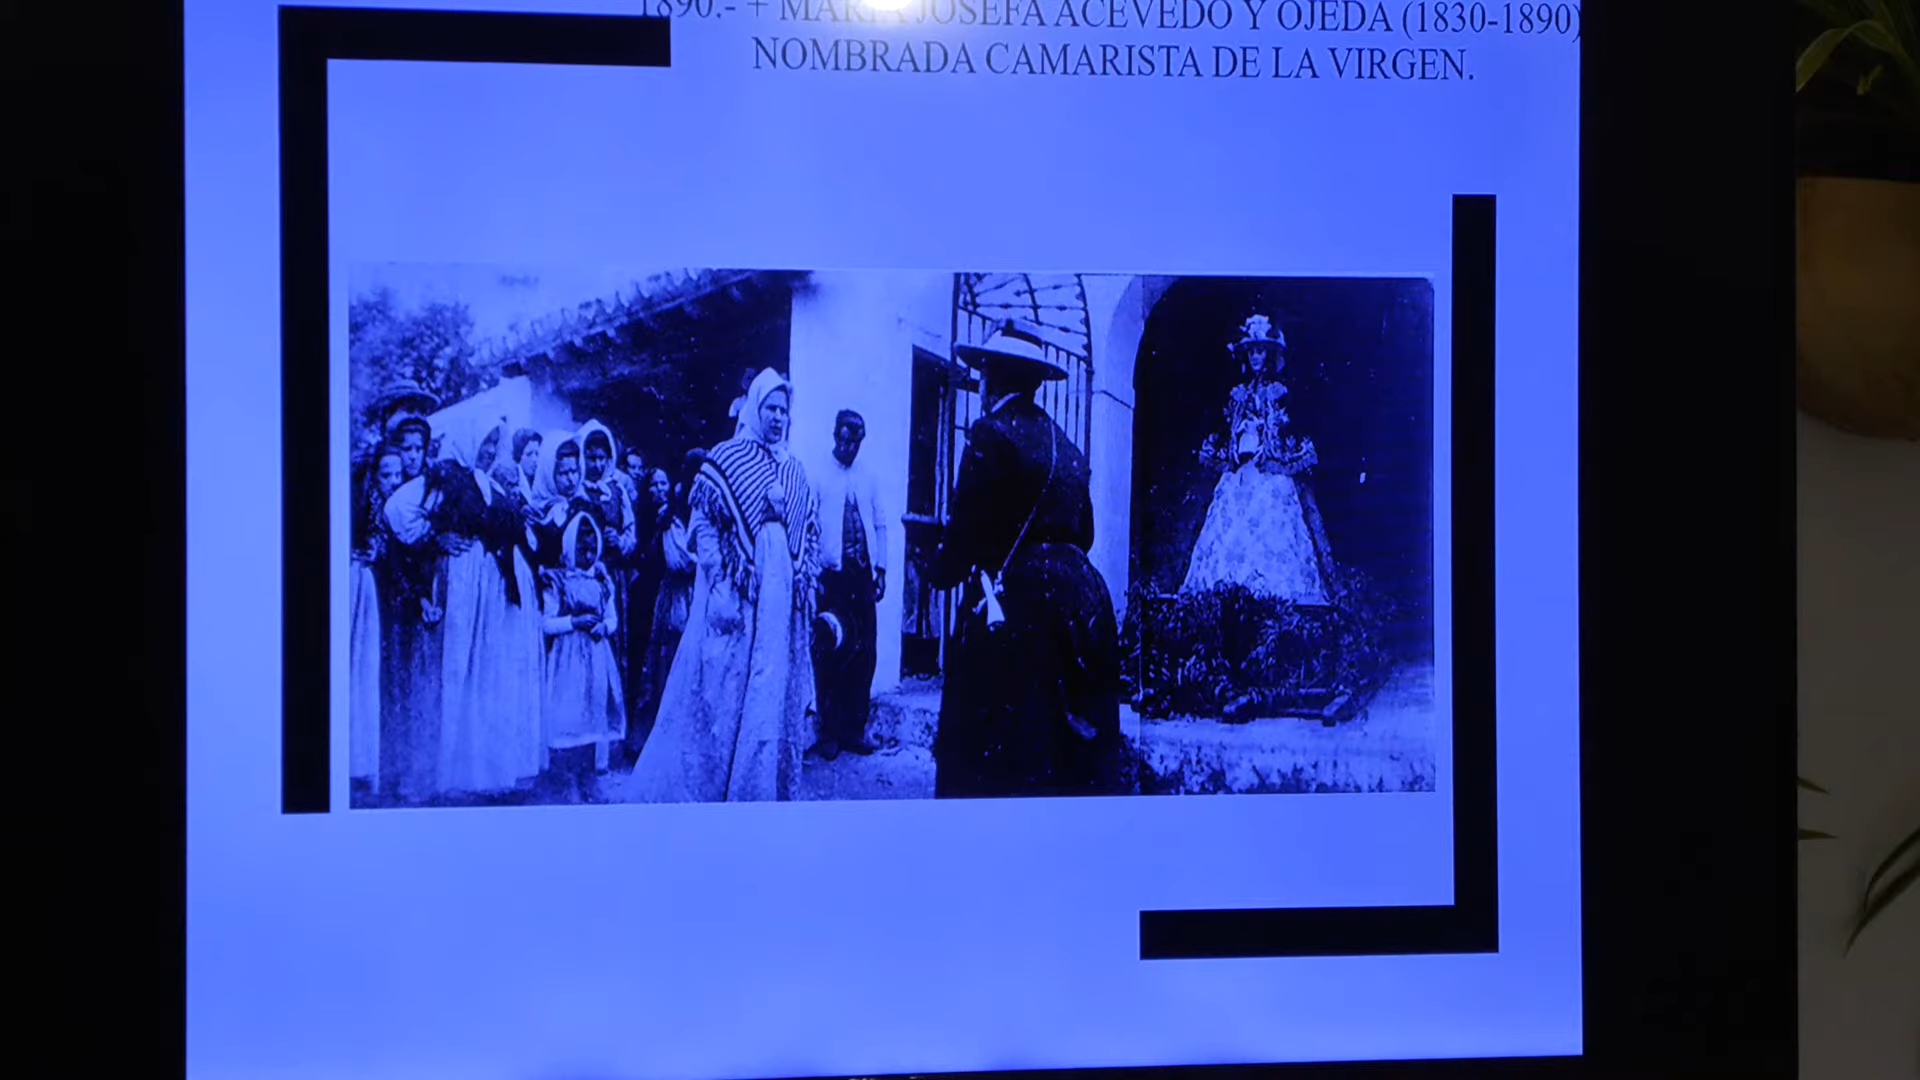 1890.- + MARÍA JOSEFA ACEVEDO Y OJEDA (1830-1890)
NOMBRADA CAMARISTA DE LA VIRGEN.